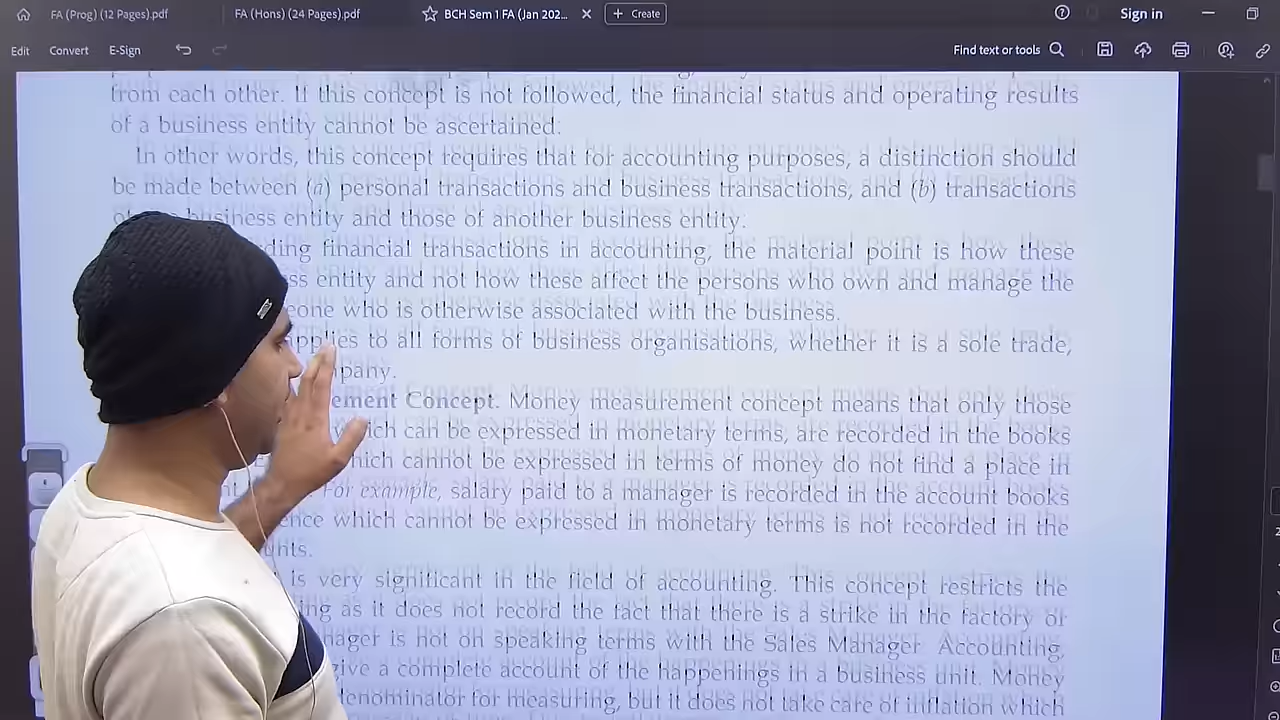 FA (Prog) (12 Pages).pdf
FA (Hons) (24 Pages).pdf
BCH Sem 1 FA (Jan 202...
Create
Sign in
Edit
Convert
E-Sign
Find text or tools
from each other. If this concept is not followed, the financial status and operating results
of a business entity cannot be ascertained.
In other words, this concept requires that for accounting purposes, a distinction should
be made between (a) personal transactions and business transactions, and (b) transactions
business entity and those of another business entity.
ding financial transactions in accounting, the material point is how these
ss entity and not how these affect the persons who own and manage the
eone who is otherwise associated with the business.
pplies to all forms of business organisations, whether it is a sole trade,
pany.
ement Concept. Money measurement concept means that only those
ich can be expressed in monetary terms, are recorded in the books
hich cannot be expressed in terms of money do not find a place in
For example, salary paid to a manager is recorded in the account books
ence which cannot be expressed in monetary terms is not recorded in the
unts.
is very significant in the field of accounting. This concept restricts the
ing as it does not record the fact that there is a strike in the factory or
nager is not on speaking terms with the Sales Manager. Accounting,
give a complete account of the happenings in a business unit. Money
denominator for measuring, but it does not take care of inflation which